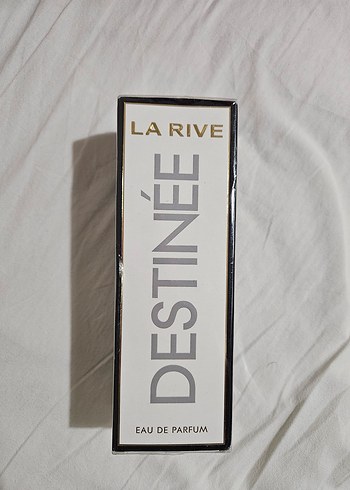 LA RIVE
DESTINÉE
EAU DE PARFUM